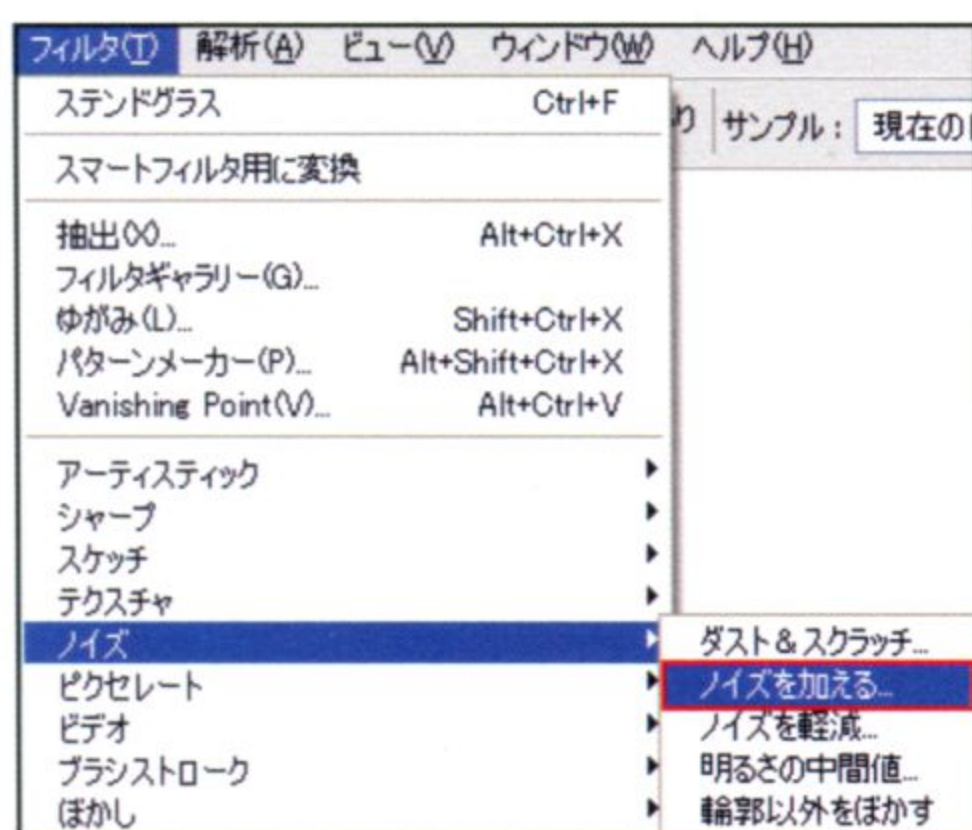 フィルタ(T) 解析(A) ビュー(V) ウィンドウ(W) ヘルプ(H)
ステンドグラス Ctrl+F
り サンプル: 現在の
スマートフィルタ用に変換
抽出(X)... Alt+Ctrl+X
フィルタギャラリー(G)...
ゆがみ(L)... Shift+Ctrl+X
パターンメーカー(P)... Alt+Shift+Ctrl+X
Vanishing Point(V)... Alt+Ctrl+V
アーティスティック
シャープ
スケッチ
テクスチャ
ノイズ
ピクセレート
ビデオ
ブラシストローク
ぼかし
ダスト&スクラッチ...
ノイズを加える...
ノイズを軽減...
明るさの中間値...
輪郭以外をぼかす